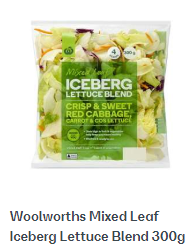 Mixed Leaf
ICEBERG
LETTUCE BLEND
CRISP & SWEET
RED CABBAGE,
CARROT & COS LETTUCE
4
300g
Woolworths Mixed Leaf
Iceberg Lettuce Blend 300g